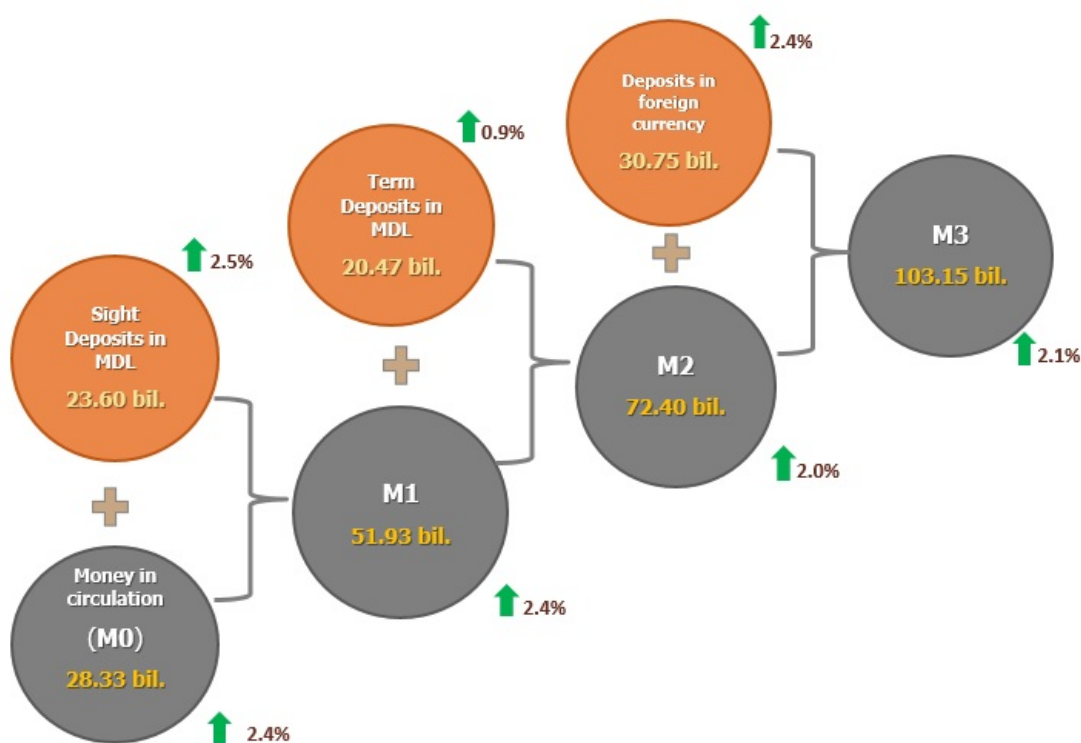 2.4%
Deposits in
foreign
currency
30.75 bil.
0.9%
Term
Deposits in
MDL
20.47 bil.
M3
103.15 bil.
2.1%
2.5%
Sight
Deposits in
MDL
23.60 bil.
M2
72.40 bil.
2.0%
M1
51.93 bil.
2.4%
Money in
circulation
(M0)
28.33 bil.
2.4%